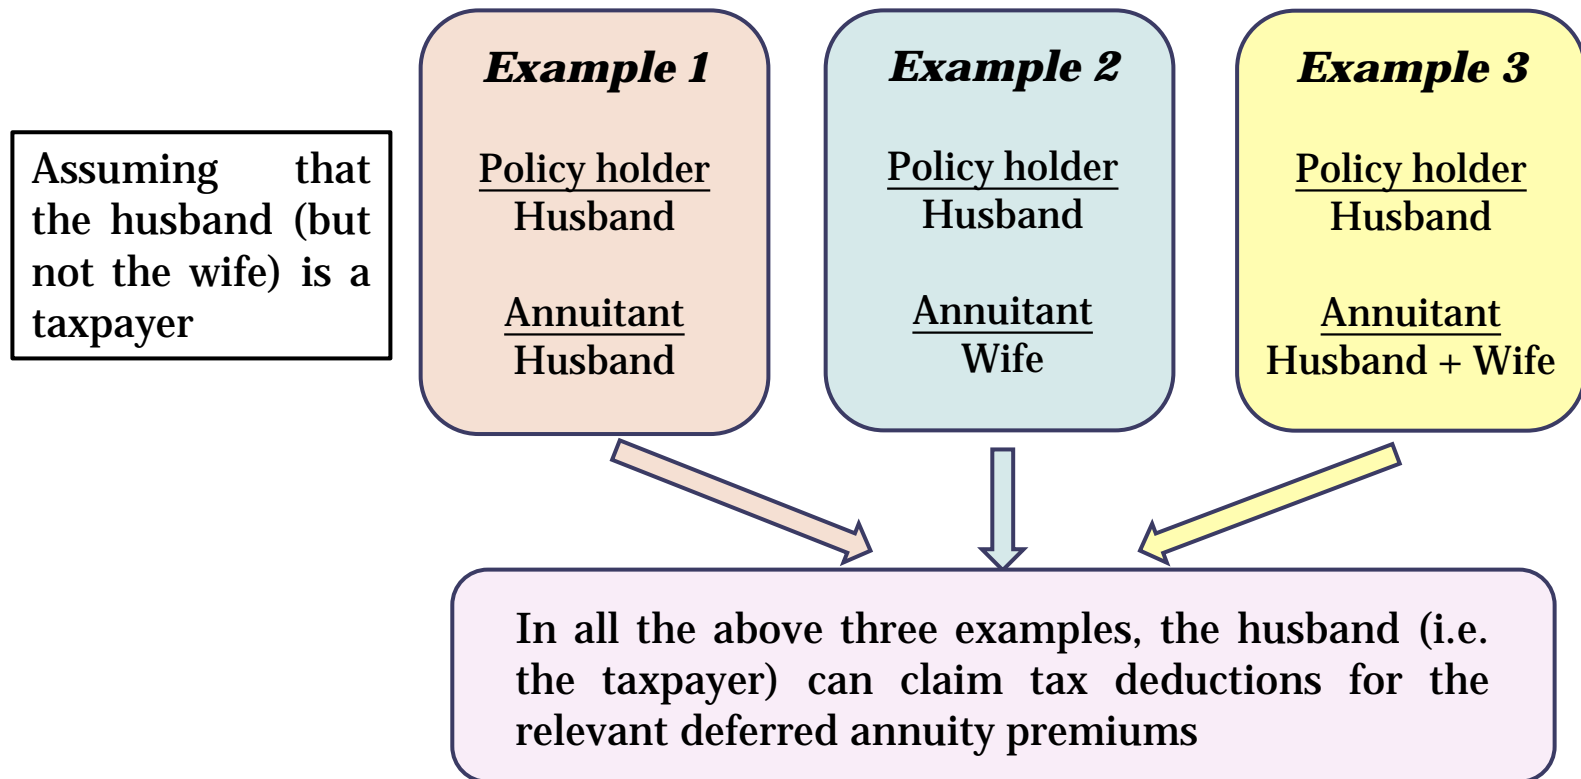 Assuming that
the husband (but
not the wife) is a
taxpayer
Example 1
Policy holder
Husband
Annuitant
Husband
Example 2
Policy holder
Husband
Annuitant
Wife
Example 3
Policy holder
Husband
Annuitant
Husband + Wife
In all the above three examples, the husband (i.e.
the taxpayer) can claim tax deductions for the
relevant deferred annuity premiums